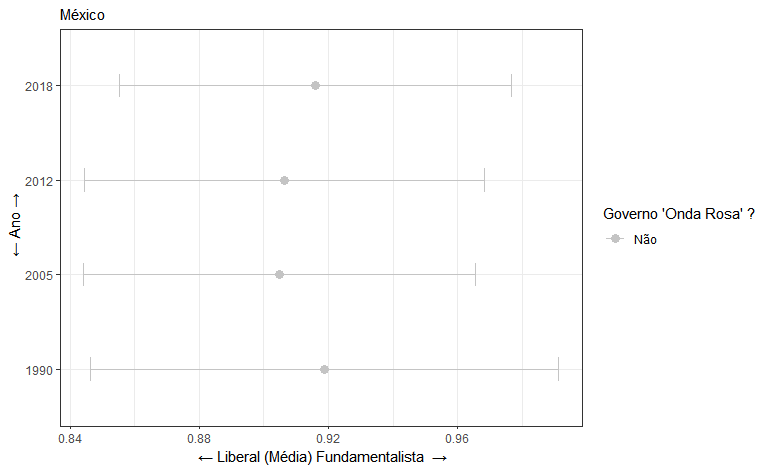 México
2018
2012
2005
1990
← Ano →
0.84 0.88 0.92 0.96
← Liberal (Média) Fundamentalista →
Governo 'Onda Rosa' ?
Não